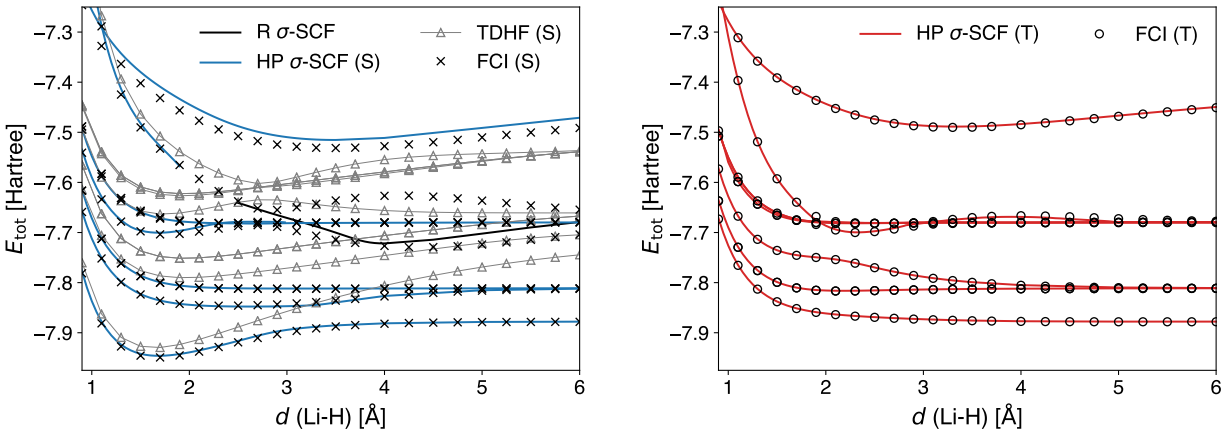 R σ-SCF
HP σ-SCF (S)
TDHF (S)
FCI (S)
−7.3
−7.4
−7.5
−7.6
−7.7
−7.8
−7.9
E_tot [Hartree]
1 2 3 4 5 6
d (Li-H) [Å]
HP σ-SCF (T)
FCI (T)
−7.3
−7.4
−7.5
−7.6
−7.7
−7.8
−7.9
E_tot [Hartree]
1 2 3 4 5 6
d (Li-H) [Å]